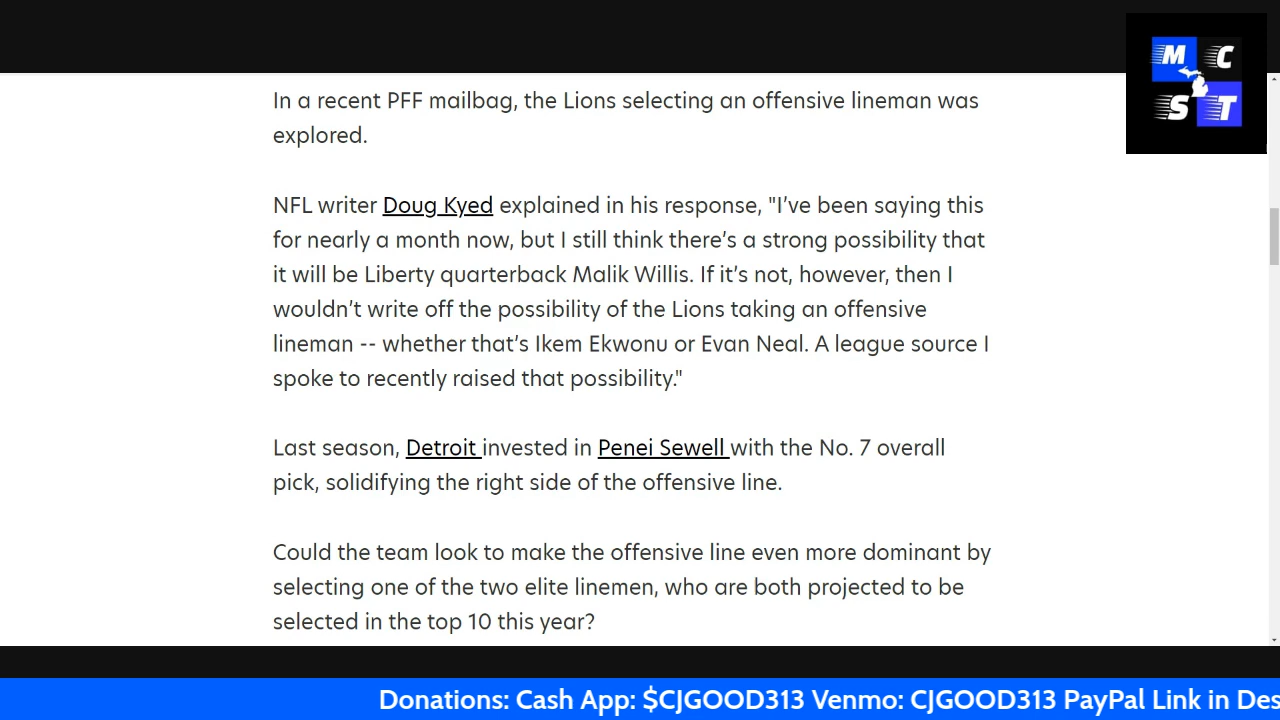 M C
S T
In a recent PFF mailbag, the Lions selecting an offensive lineman was
explored.
NFL writer Doug Kyed explained in his response, "I’ve been saying this
for nearly a month now, but I still think there’s a strong possibility that
it will be Liberty quarterback Malik Willis. If it’s not, however, then I
wouldn’t write off the possibility of the Lions taking an offensive
lineman -- whether that’s Ikem Ekwonu or Evan Neal. A league source I
spoke to recently raised that possibility."
Last season, Detroit invested in Penei Sewell with the No. 7 overall
pick, solidifying the right side of the offensive line.
Could the team look to make the offensive line even more dominant by
selecting one of the two elite linemen, who are both projected to be
selected in the top 10 this year?
Donations: Cash App: $CJGOOD313 Venmo: CJGOOD313 PayPal Link in Des